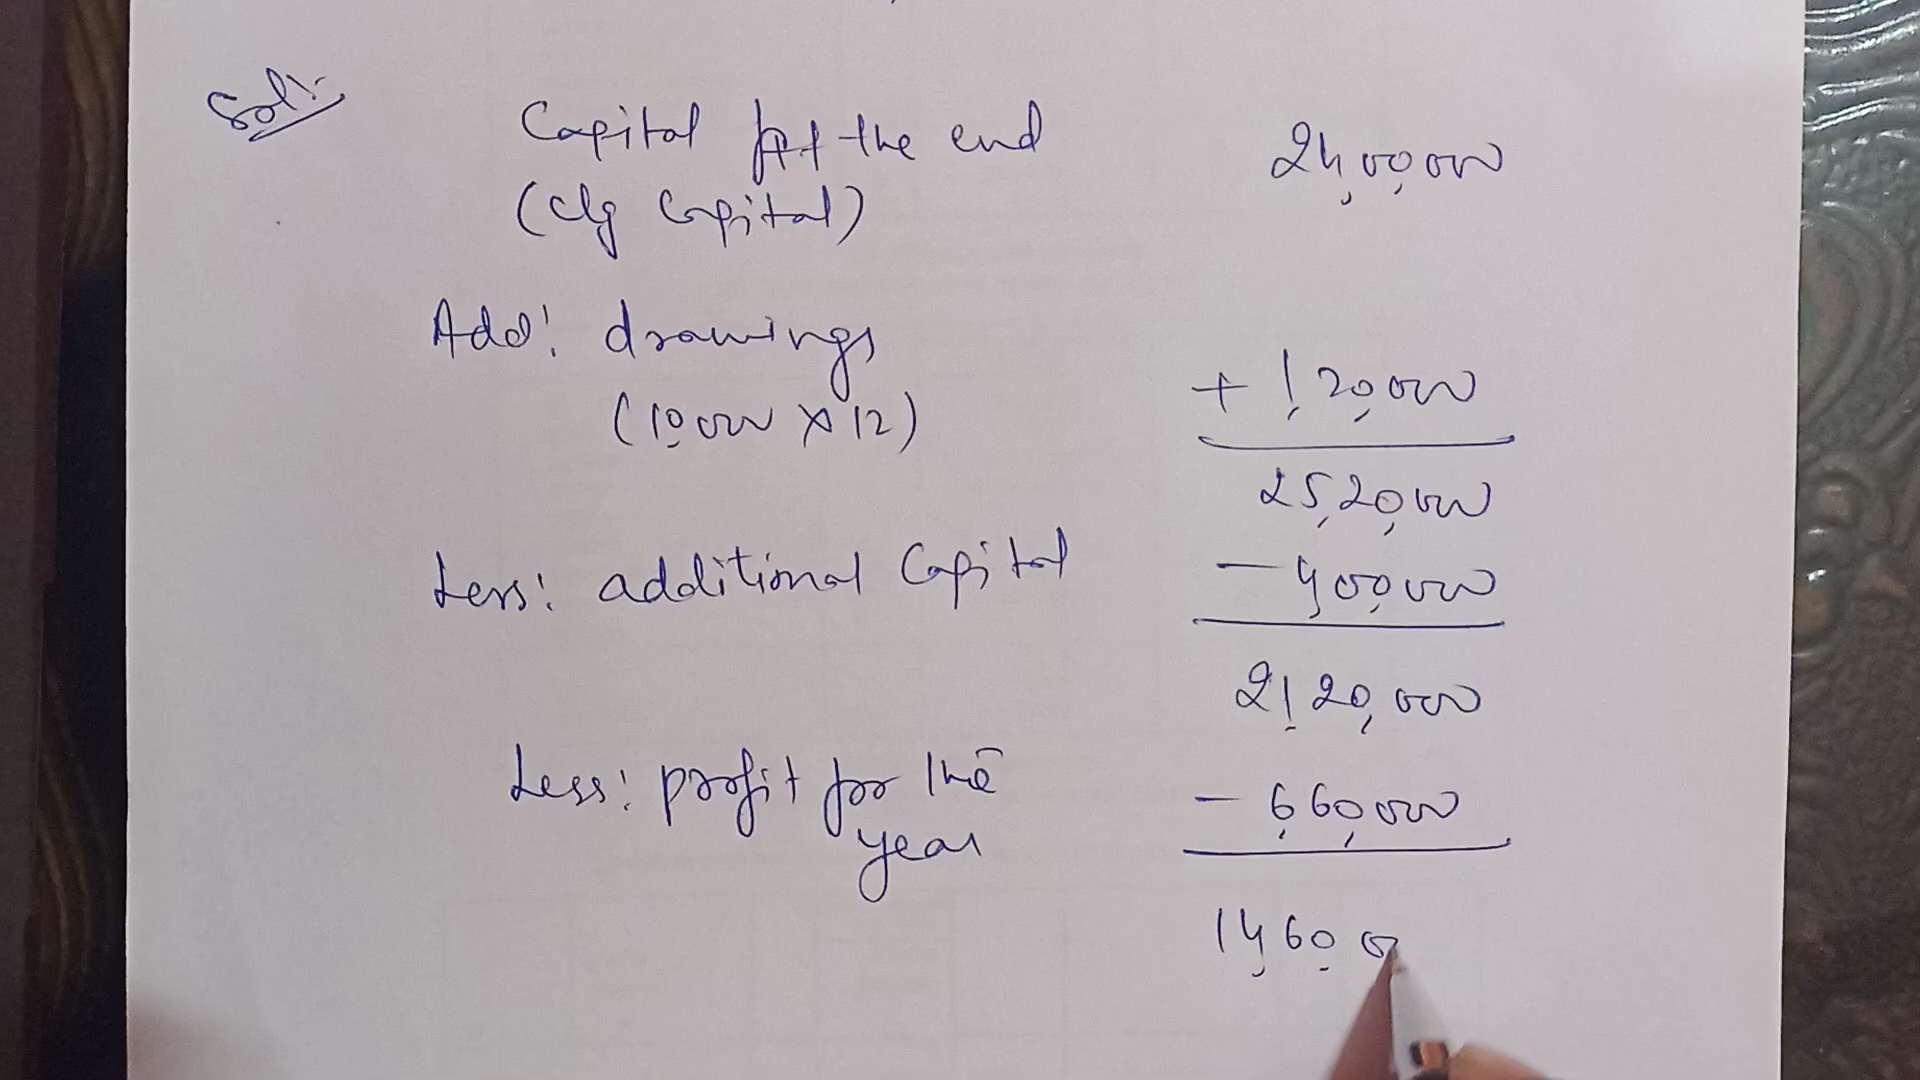 Sol:
Capital at the end 24,00,000
(clg Capital)
Add: drawings
(10,000 × 12) + 1,20,000
25,20,000
Less: additional Capital - 400,000
21,20,000
Less: profit for the - 6,60,000
year
14,60,0